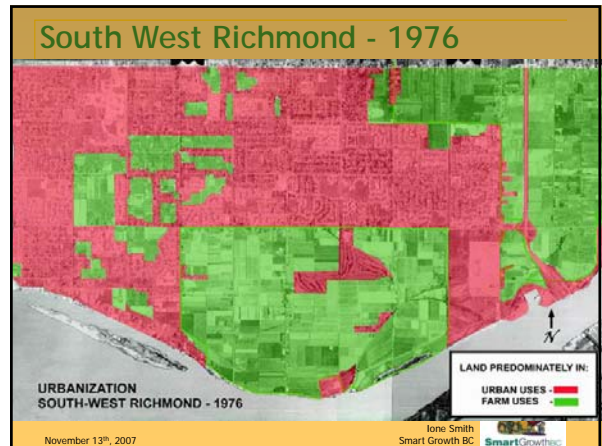 South West Richmond - 1976
N
URBANIZATION
SOUTH-WEST RICHMOND - 1976
LAND PREDOMINATELY IN:
URBAN USES -
FARM USES -
November 13th, 2007
Ione Smith
Smart Growth BC
SmartGrowthBC